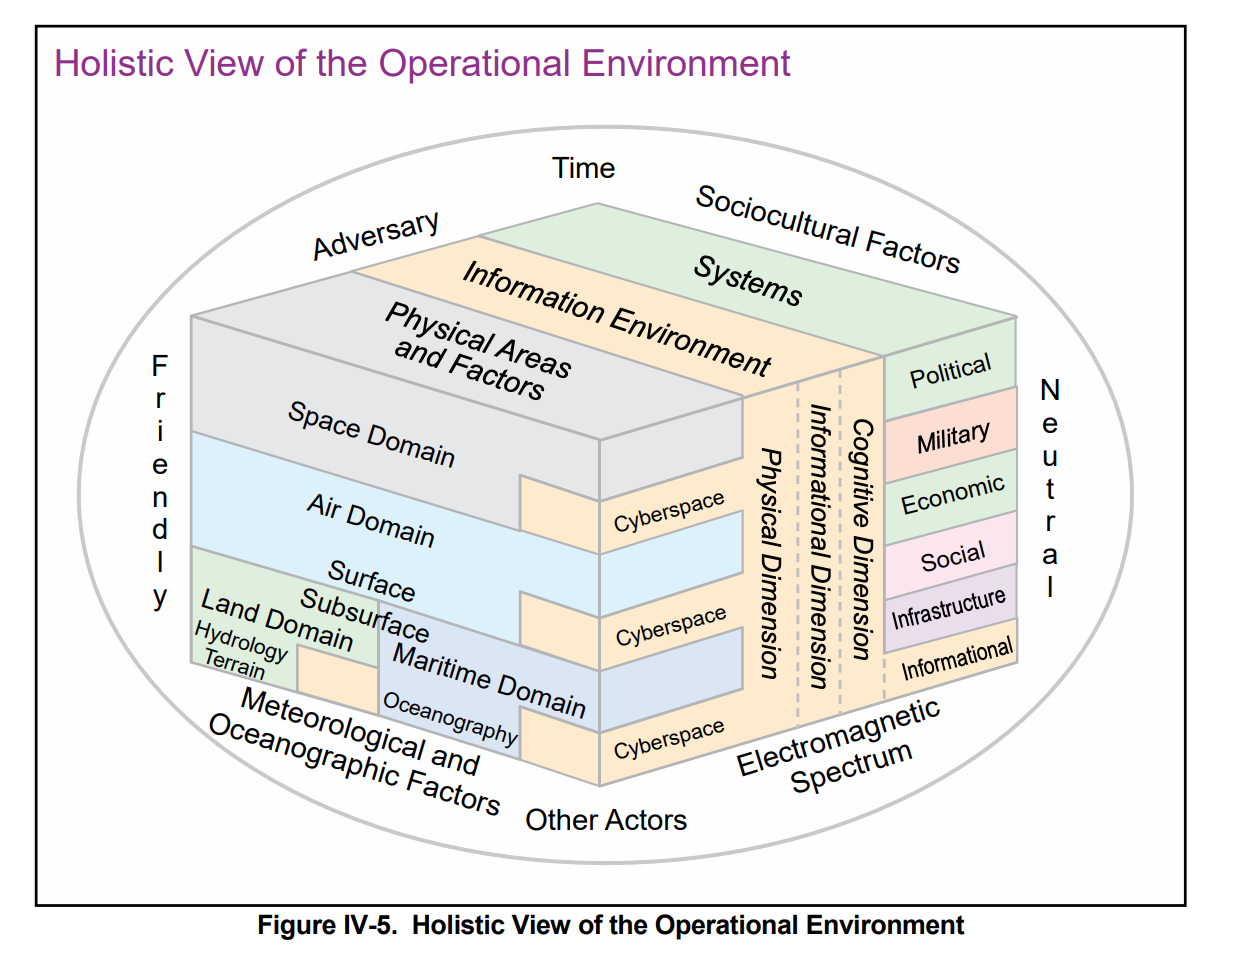 Holistic View of the Operational Environment
Time
Adversary
Sociocultural Factors
Systems
Information Environment
Physical Areas
and Factors
Friendly
Neutral
Space Domain
Air Domain
Surface
Subsurface
Land Domain
Hydrology
Terrain
Maritime Domain
Oceanography
Cyberspace
Cyberspace
Cyberspace
Physical Dimension
Informational Dimension
Cognitive Dimension
Political
Military
Economic
Social
Infrastructure
Informational
Meteorological and
Oceanographic Factors
Electromagnetic
Spectrum
Other Actors
Figure IV-5. Holistic View of the Operational Environment